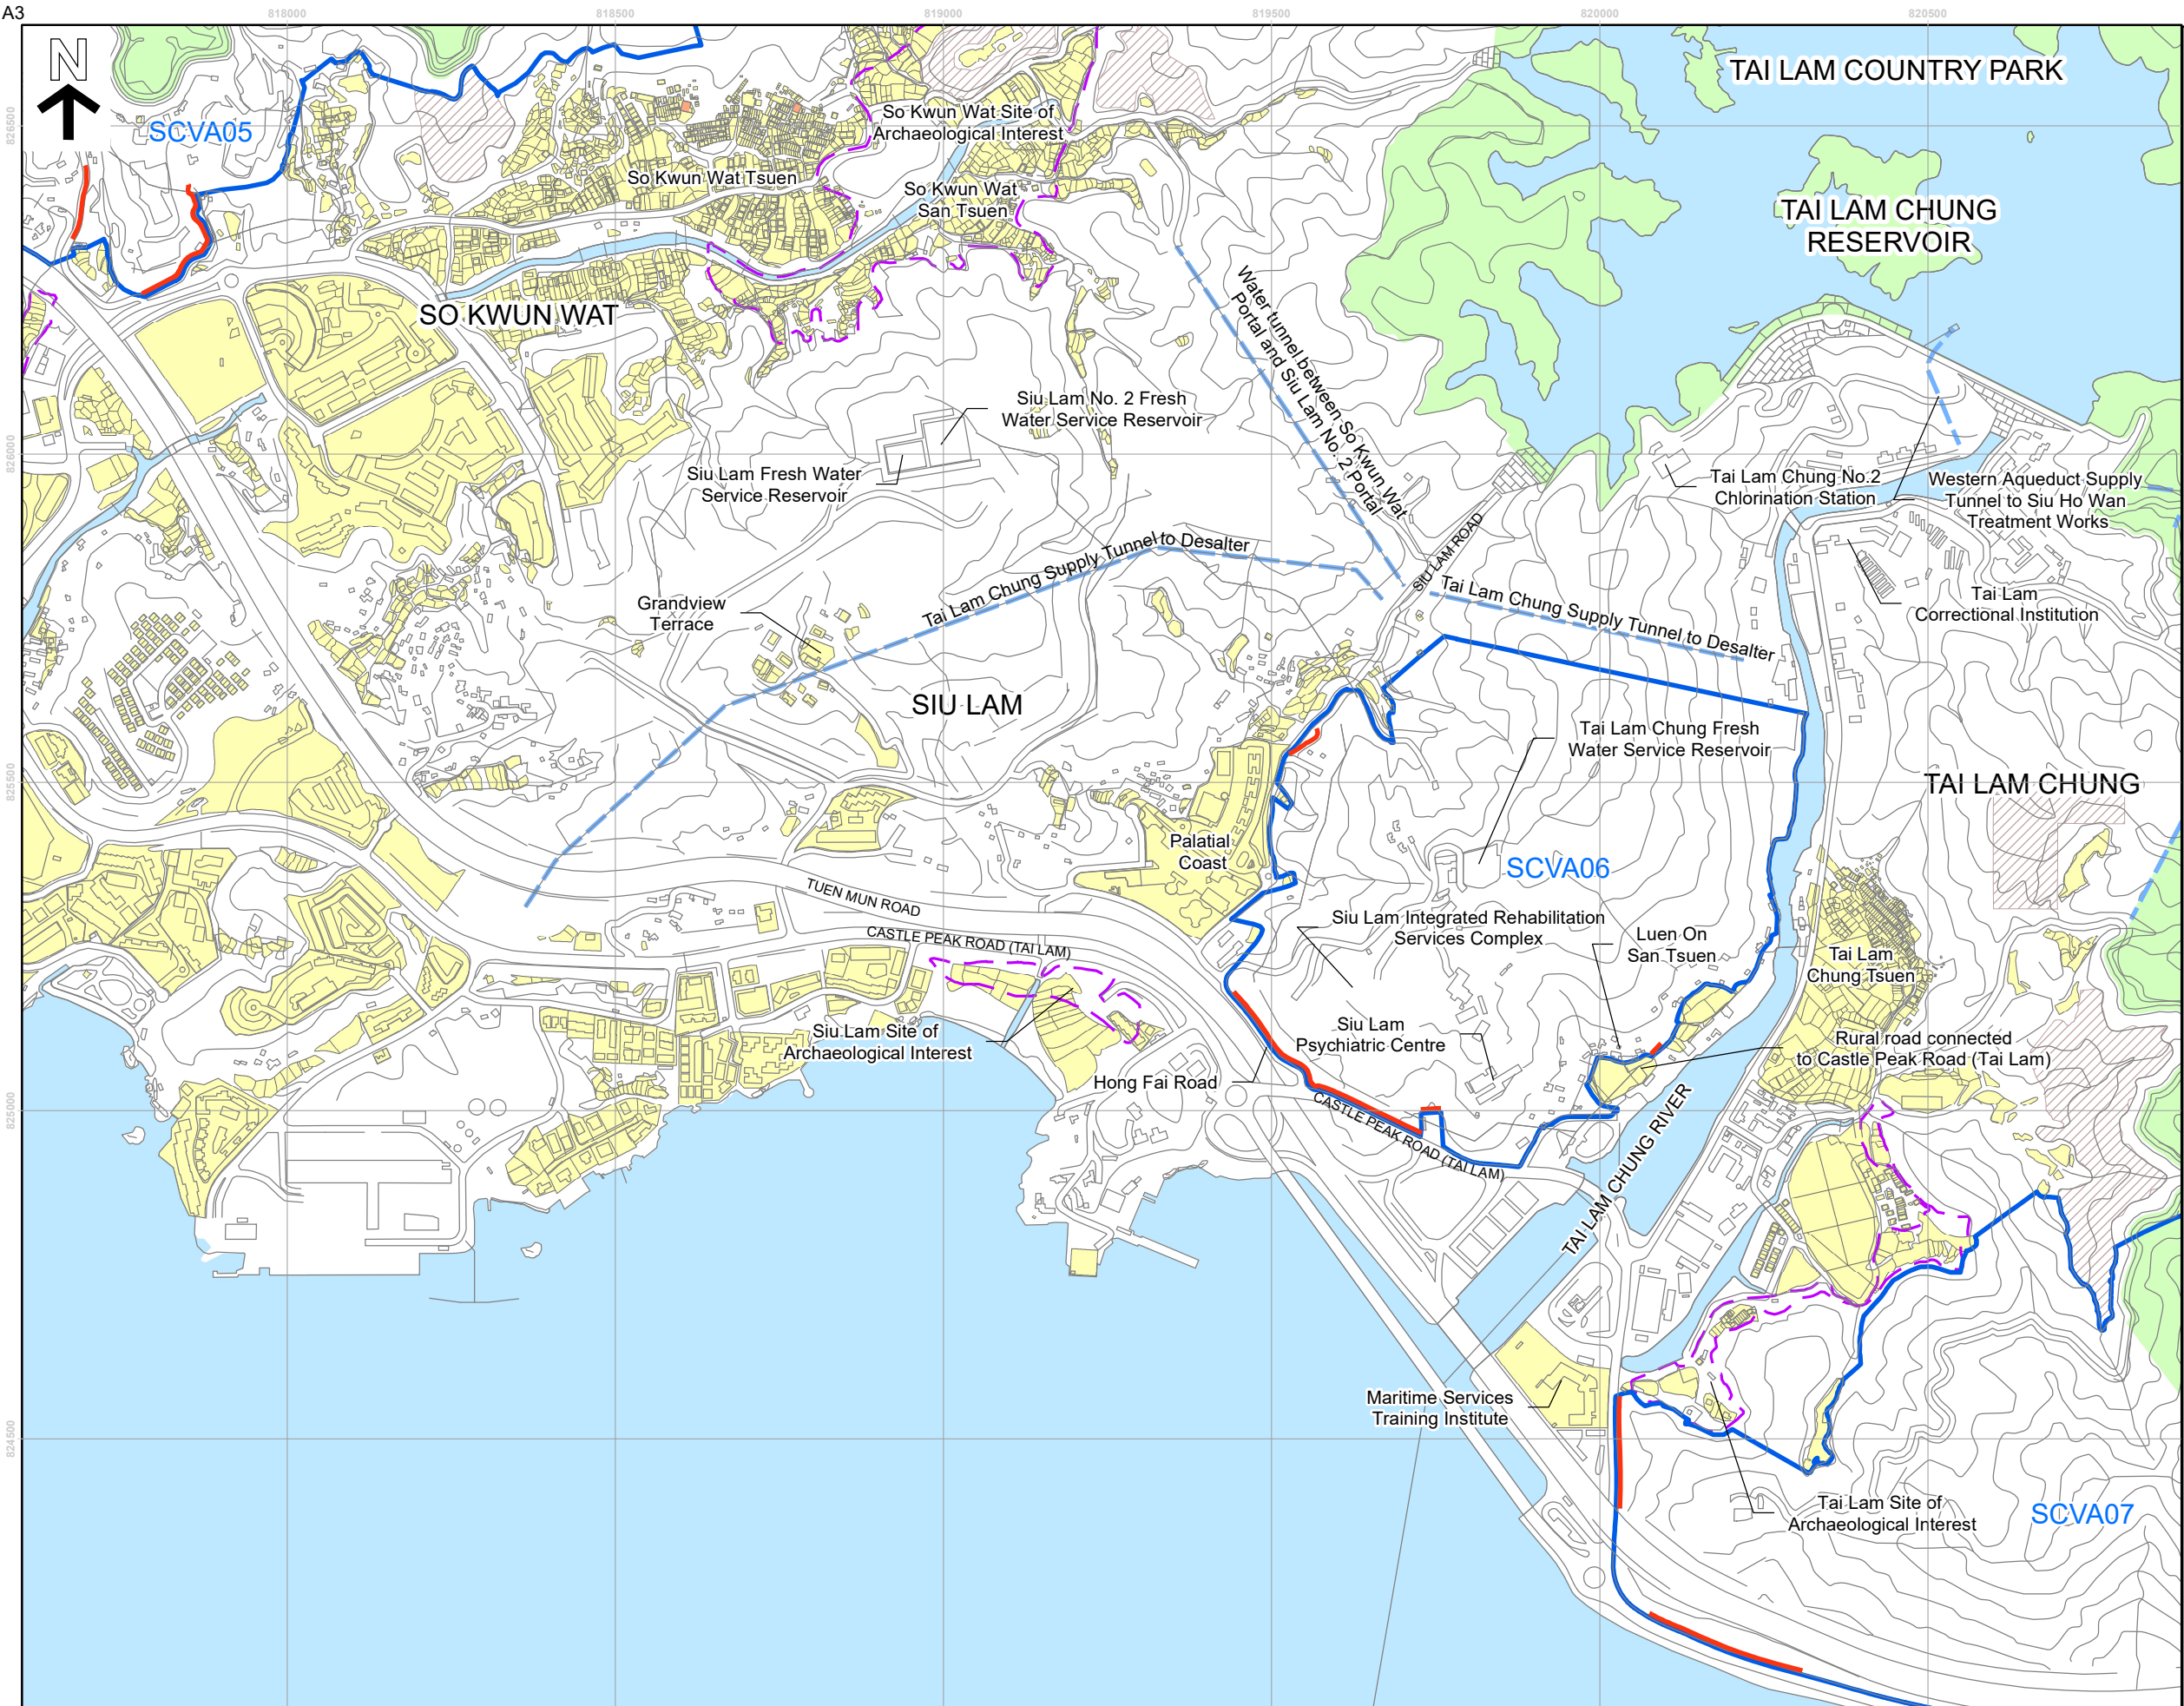 A3
818000
818500
819000
819500
820000
820500
826500
826000
825500
825000
824500
N
SCVA05
TAI LAM COUNTRY PARK
So Kwun Wat Site of
Archaeological Interest
So Kwun Wat Tsuen
So Kwun Wat
San Tsuen
TAI LAM CHUNG
RESERVOIR
SO KWUN WAT
Water tunnel between So Kwun Wat
Portal and Siu Lam No. 2 Portal
Siu Lam No. 2 Fresh
Water Service Reservoir
Siu Lam Fresh Water
Service Reservoir
Tai Lam Chung No.2
Chlorination Station
Western Aqueduct Supply
Tunnel to Siu Ho Wan
Treatment Works
SIU LAM ROAD
Tai Lam Chung Supply Tunnel to Desalter
Tai Lam Chung Supply Tunnel to Desalter
Tai Lam
Correctional Institution
Grandview
Terrace
SIU LAM
Tai Lam Chung Fresh
Water Service Reservoir
TAI LAM CHUNG
Palatial
Coast
SCVA06
TUEN MUN ROAD
CASTLE PEAK ROAD (TAI LAM)
Siu Lam Integrated Rehabilitation
Services Complex
Luen On
San Tsuen
Tai Lam
Chung Tsuen
Siu Lam Site of
Archaeological Interest
Siu Lam
Psychiatric Centre
Rural road connected
to Castle Peak Road (Tai Lam)
Hong Fai Road
CASTLE PEAK ROAD (TAI LAM)
TAI LAM CHUNG RIVER
Maritime Services
Training Institute
Tai Lam Site of
Archaeological Interest
SCVA07